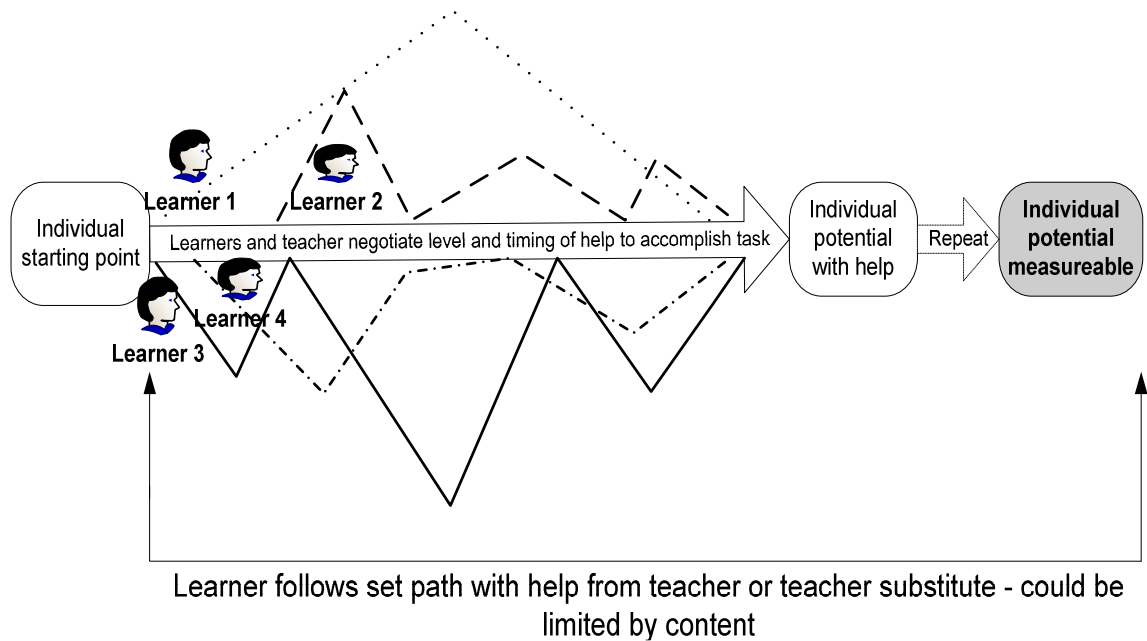 Learner 1
Learner 2
Individual
starting point
Learners and teacher negotiate level and timing of help to accomplish task
Individual
potential
with help
Repeat
Individual
potential
measureable
Learner 4
Learner 3
Learner follows set path with help from teacher or teacher substitute - could be
limited by content